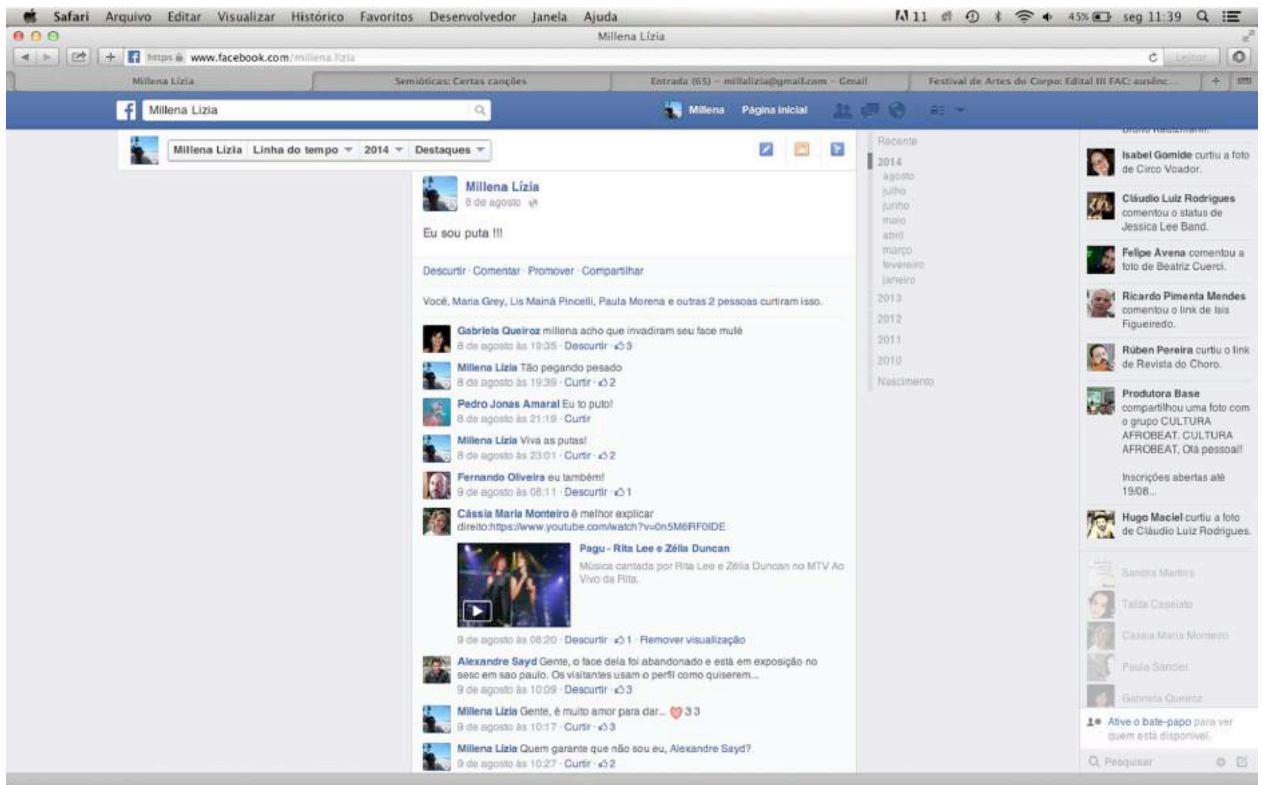 Safari Arquivo Editar Visualizar Histórico Favoritos Desenvolvedor Janela Ajuda
11 45% seg 11:39
Millena Lízia
https www.facebook.com/millena.lizia
Leitor
Millena Lízia
Semióticas: Certas canções
Entrada (65) – millalizia@gmail.com – Gmail
Festival de Artes do Corpo: Edital III FAC: ausênc...
Millena Lizia
Millena Página inicial
Millena Lízia Linha do tempo 2014 Destaques
Millena Lízia
8 de agosto
Eu sou puta !!!
Descurtir · Comentar · Promover · Compartilhar
Você, Maria Grey, Lis Mainá Pincelli, Paula Morena e outras 2 pessoas curtiram isso.
Gabriela Queiroz millena acho que invadiram seu face mulé
8 de agosto às 19:35 · Descurtir · 3
Millena Lízia Tão pegando pesado
8 de agosto às 19:39 · Curtir · 2
Pedro Jonas Amaral Eu to puto!
8 de agosto às 21:19 · Curtir
Millena Lízia Viva as putas!
8 de agosto às 23:01 · Curtir · 2
Fernando Oliveira eu também!
9 de agosto às 08:11 · Descurtir · 1
Cássia Maria Monteiro é melhor explicar
direito:https://www.youtube.com/watch?v=0n5M6RF0IDE
Pagu - Rita Lee e Zélia Duncan
Música cantada por Rita Lee e Zélia Duncan no MTV Ao
Vivo da Rita.
9 de agosto às 08:20 · Descurtir · 1 · Remover visualização
Alexandre Sayd Gente, o face dela foi abandonado e está em exposição no
sesc em sao paulo. Os visitantes usam o perfil como quiserem...
9 de agosto às 10:09 · Descurtir · 3
Millena Lízia Gente, é muito amor para dar... 3 3
9 de agosto às 10:17 · Curtir · 3
Millena Lízia Quem garante que não sou eu, Alexandre Sayd?
9 de agosto às 10:27 · Curtir · 2
Recente
2014
agosto
julho
junho
maio
abril
março
fevereiro
janeiro
2013
2012
2011
2010
Nascimento
Isabel Gomide curtiu a foto
de Circo Voador.
Cláudio Luiz Rodrigues
comentou o status de
Jessica Lee Band.
Felipe Avena comentou a
foto de Beatriz Cuerci.
Ricardo Pimenta Mendes
comentou o link de Isis
Figueiredo.
Rúben Pereira curtiu o link
de Revista do Choro.
Produtora Base
compartilhou uma foto com
o grupo CULTURA
AFROBEAT. CULTURA
AFROBEAT, Olá pessoal!
Inscrições abertas até
19/08...
Hugo Maciel curtiu a foto
de Cláudio Luiz Rodrigues.
Sandra Martins
Talita Caselato
Cássia Maria Monteiro
Paula Sander
Gabriela Queiroz
Ative o bate-papo para ver
quem está disponível.
Pesquisar